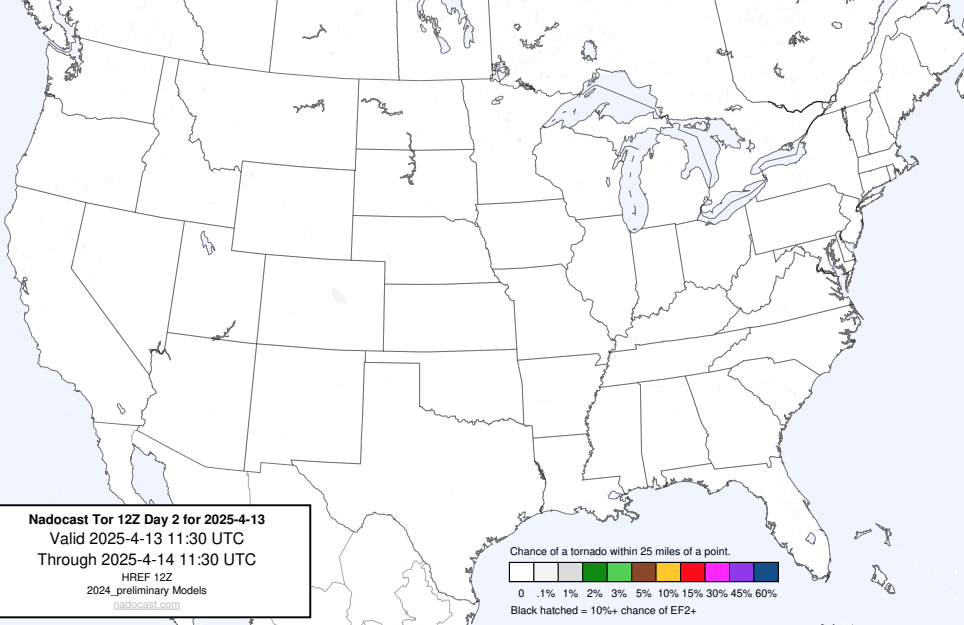 Nadocast Tor 12Z Day 2 for 2025-4-13
Valid 2025-4-13 11:30 UTC
Through 2025-4-14 11:30 UTC
HREF 12Z
2024_preliminary Models
nadocast.com
Chance of a tornado within 25 miles of a point.
0 .1% 1% 2% 3% 5% 10% 15% 30% 45% 60%
Black hatched = 10%+ chance of EF2+